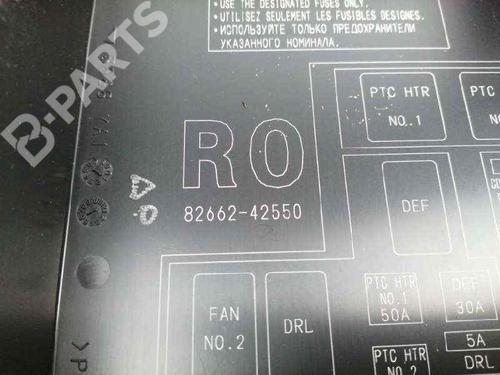 • USE THE DESIGNATED FUSES ONLY.
• UTILISEZ SEULEMENT LES FUSIBLES DESIGNES.
• ИСПОЛЬЗУЙТЕ ТОЛЬКО ПРЕДОХРАНИТЕЛИ
УКАЗАННОГО НОМИНАЛА.
B-PARTS
PTC HTR
NO. 1
PTC HTR
RO
82662-42550
DEF
FAN
NO. 2
DRL
PTC HTR
NO. 1
50A
DEF
30A
5A
DRL
PTC HTR
NO. 2
>P